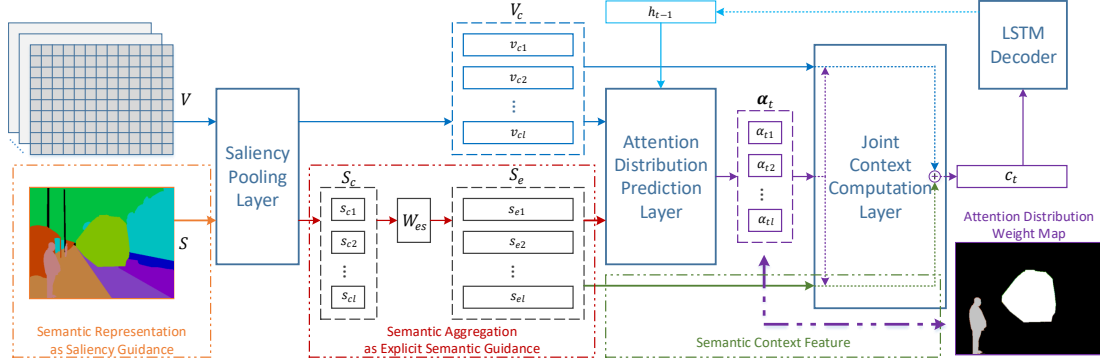 V
S
Saliency
Pooling
Layer
V_c
v_{c1}
v_{c2}
⋮
v_{cl}
S_c
s_{c1}
s_{c2}
⋮
s_{cl}
W_{es}
S_e
s_{e1}
s_{e2}
⋮
s_{el}
h_{t−1}
Attention
Distribution
Prediction
Layer
α_t
α_{t1}
α_{t2}
⋮
α_{tl}
Joint
Context
Computation
Layer
LSTM
Decoder
c_t
Attention Distribution
Weight Map
Semantic Representation
as Saliency Guidance
Semantic Aggregation
as Explicit Semantic Guidance
Semantic Context Feature